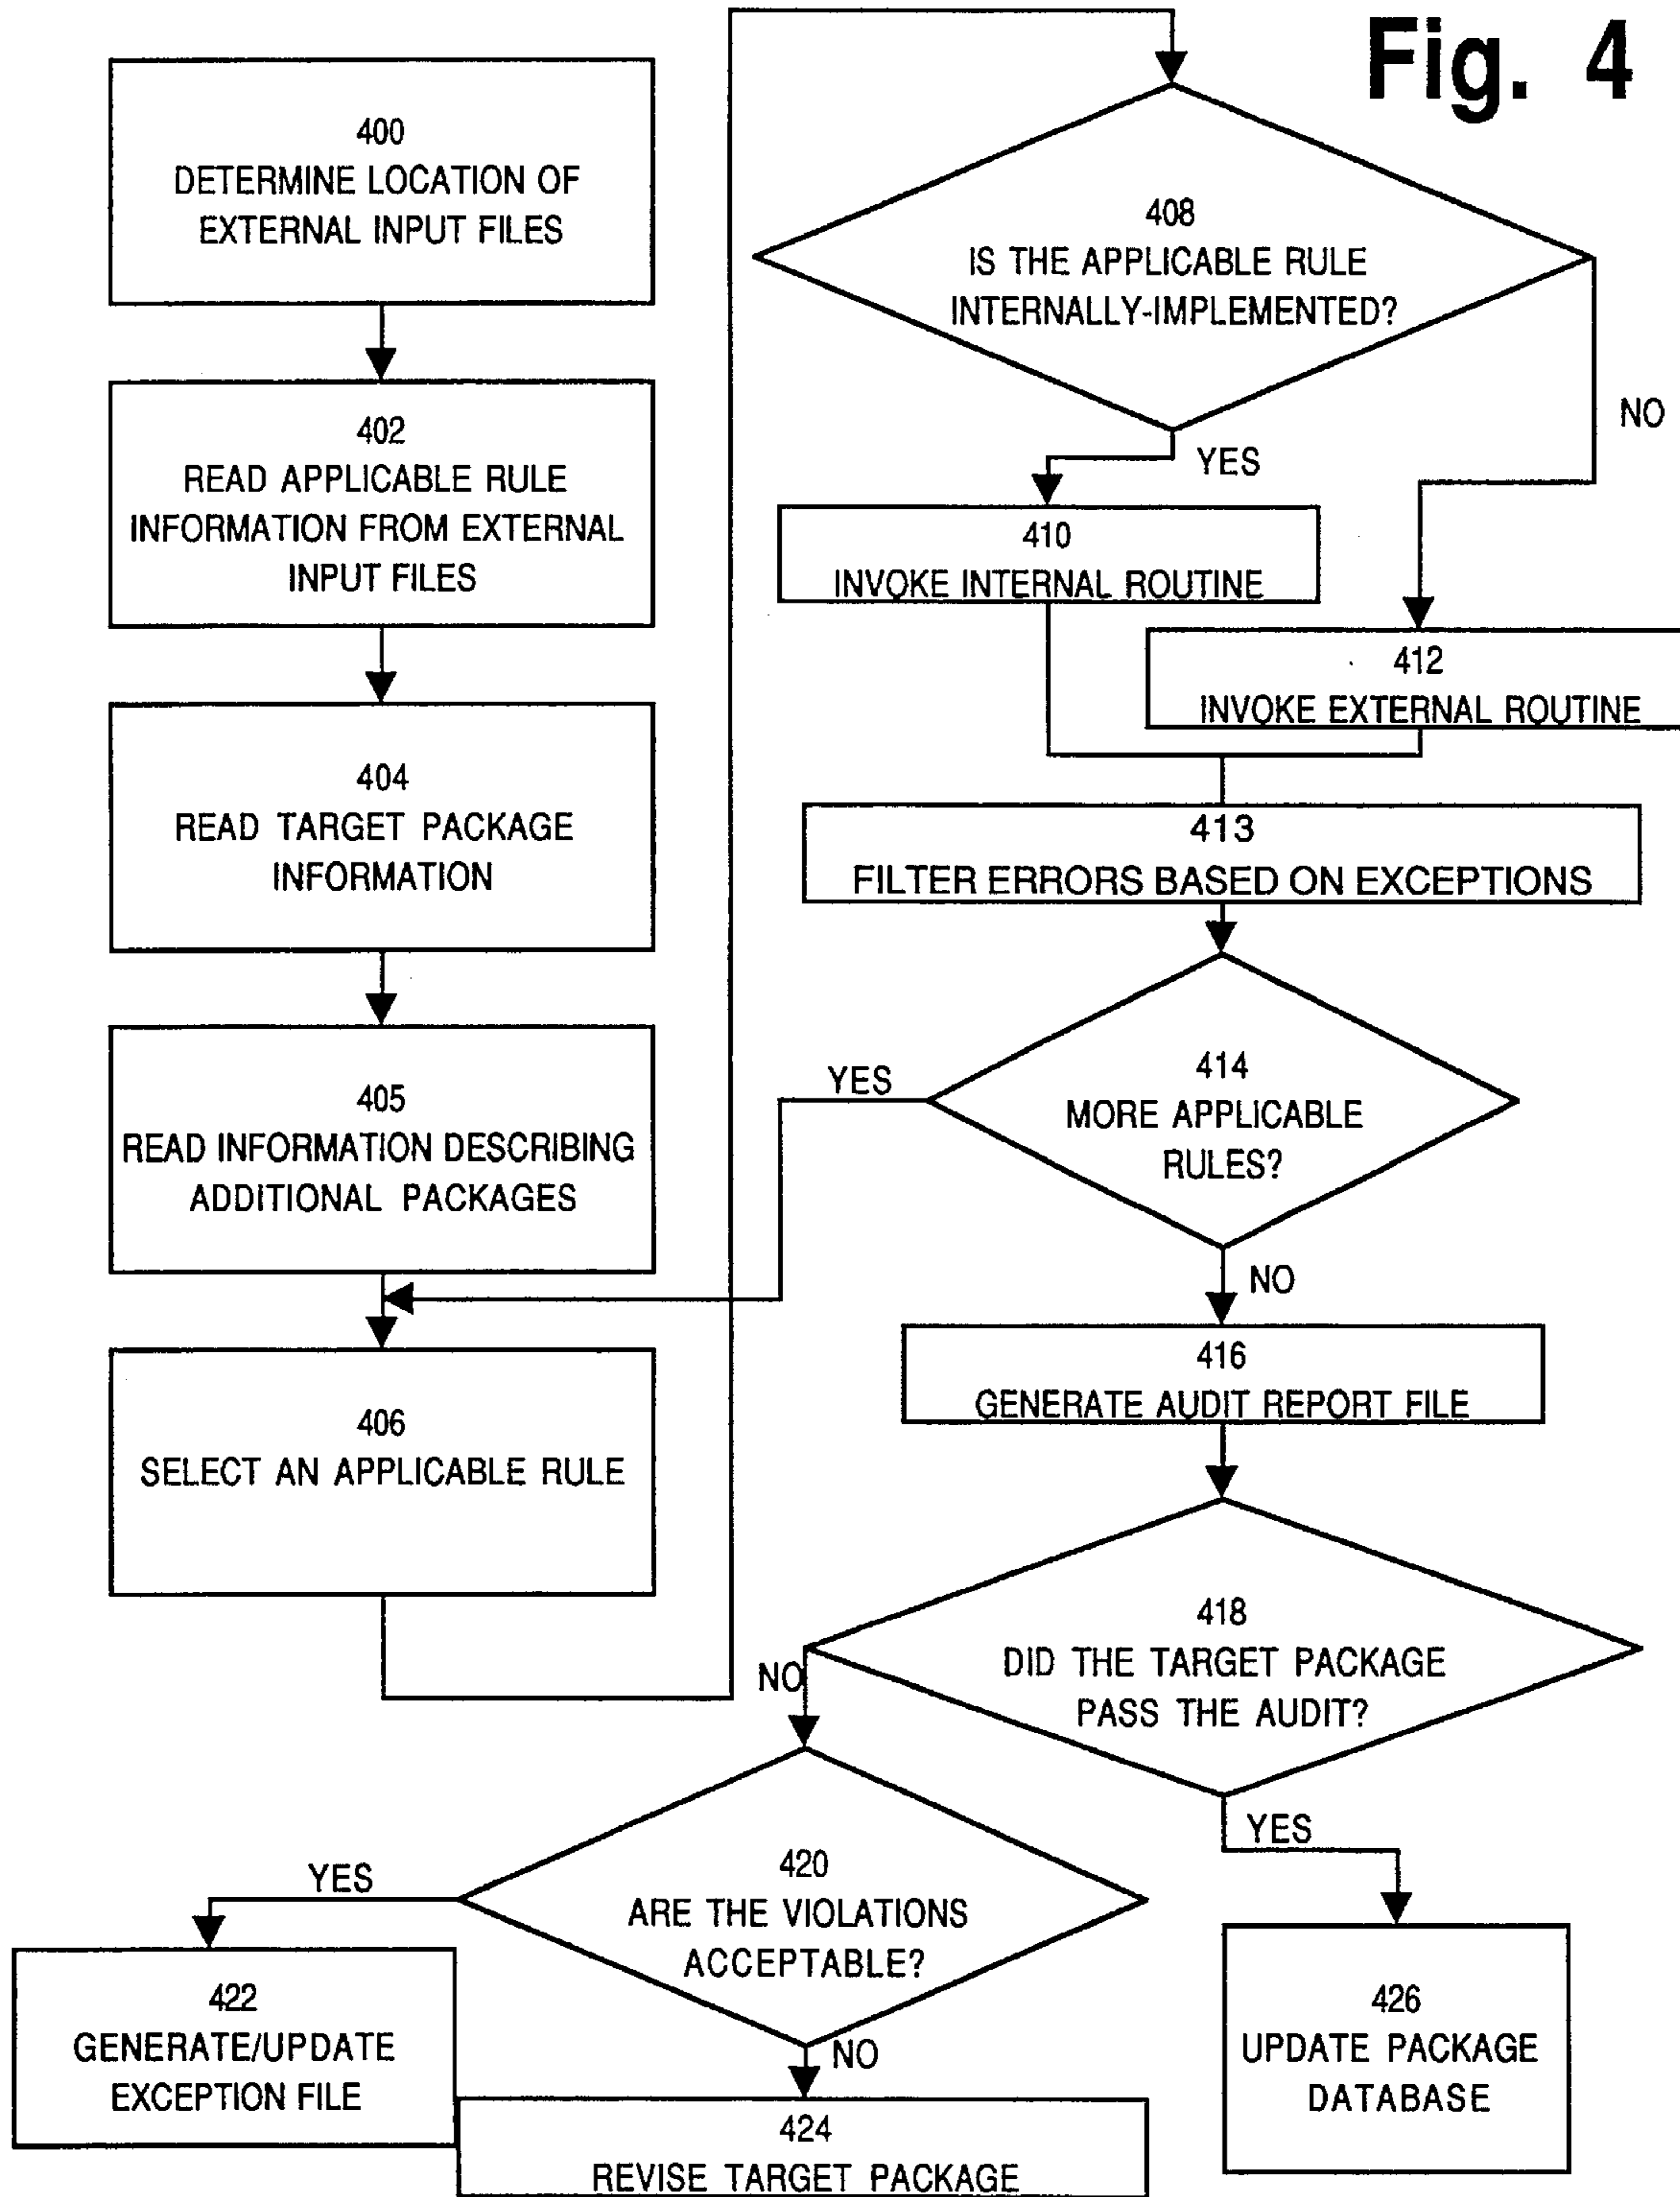 Fig. 4
400
DETERMINE LOCATION OF
EXTERNAL INPUT FILES
402
READ APPLICABLE RULE
INFORMATION FROM EXTERNAL
INPUT FILES
404
READ TARGET PACKAGE
INFORMATION
405
READ INFORMATION DESCRIBING
ADDITIONAL PACKAGES
406
SELECT AN APPLICABLE RULE
408
IS THE APPLICABLE RULE
INTERNALLY-IMPLEMENTED?
YES
NO
410
INVOKE INTERNAL ROUTINE
412
INVOKE EXTERNAL ROUTINE
413
FILTER ERRORS BASED ON EXCEPTIONS
414
MORE APPLICABLE
RULES?
YES
NO
416
GENERATE AUDIT REPORT FILE
418
DID THE TARGET PACKAGE
PASS THE AUDIT?
NO
YES
420
ARE THE VIOLATIONS
ACCEPTABLE?
YES
NO
422
GENERATE/UPDATE
EXCEPTION FILE
424
REVISE TARGET PACKAGE
426
UPDATE PACKAGE
DATABASE